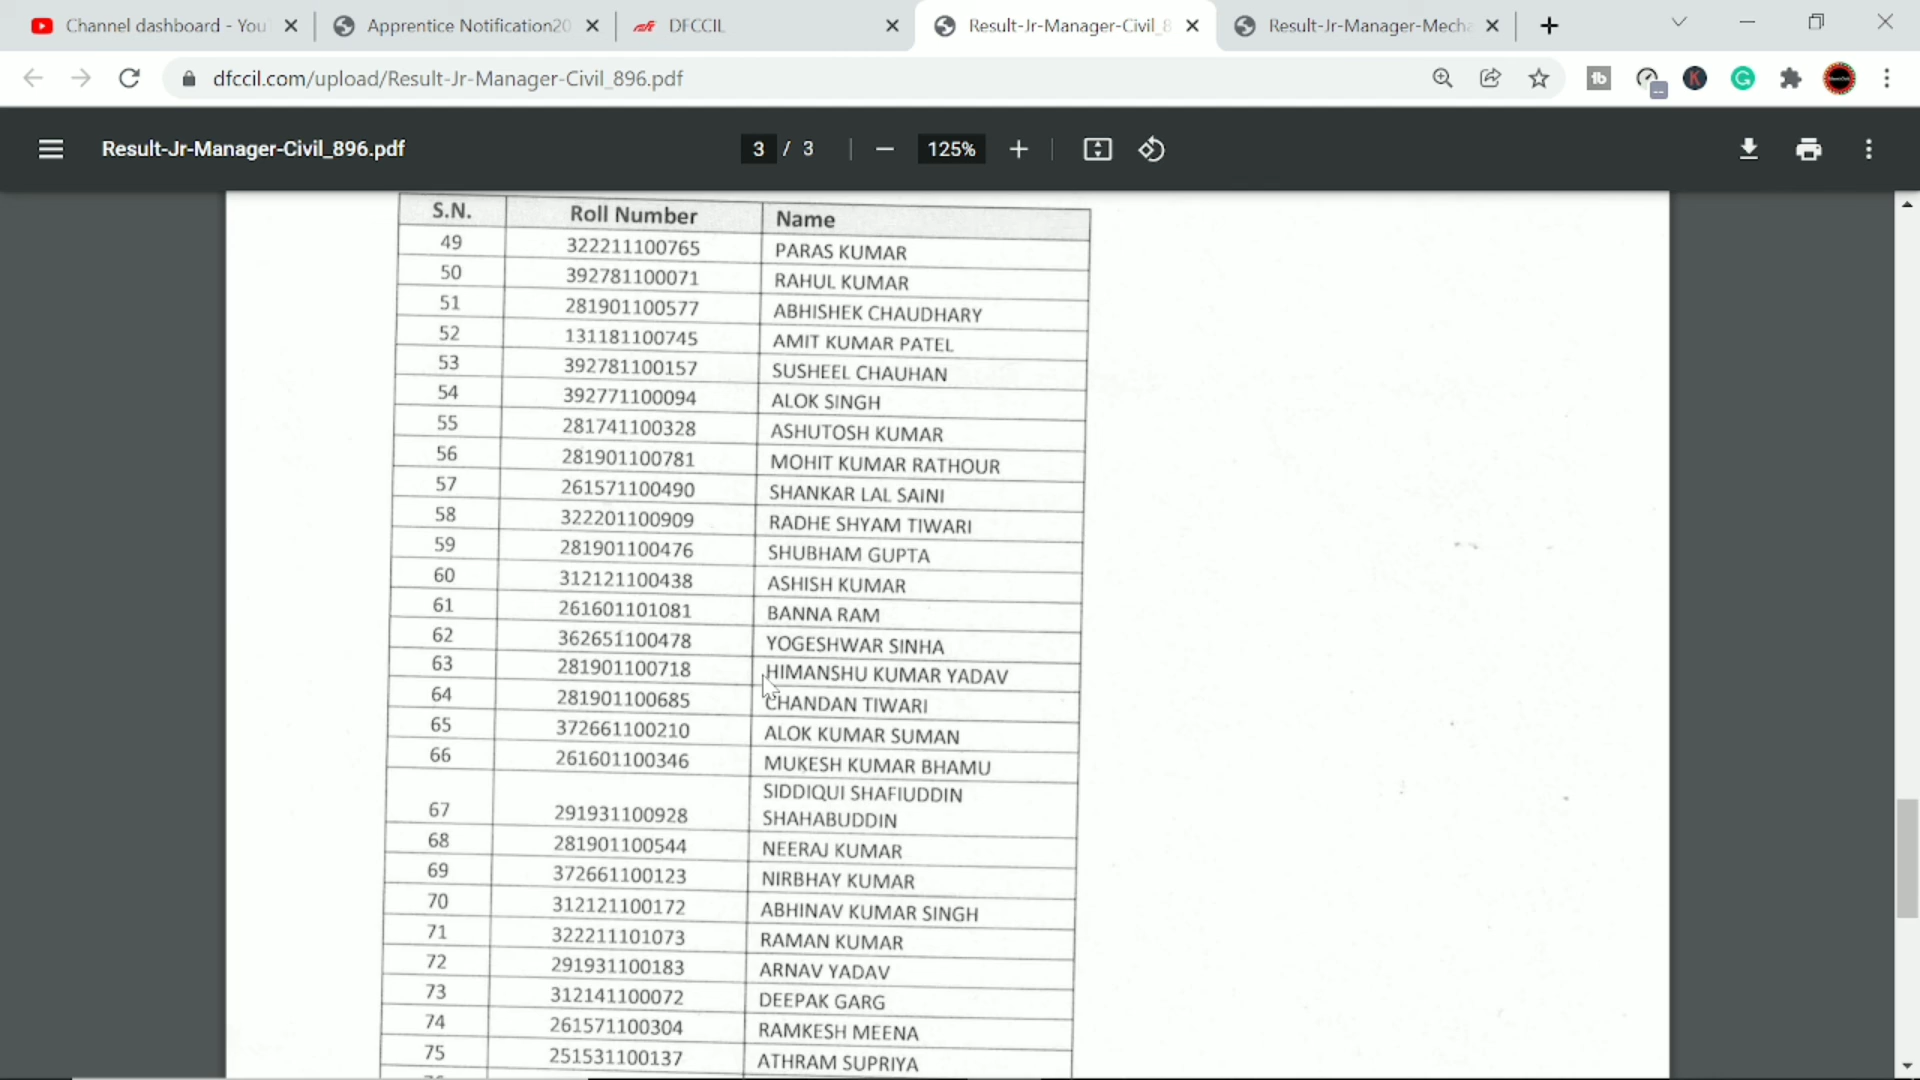 Channel dashboard - You
Apprentice Notification20
DFCCIL
Result-Jr-Manager-Civil_8
Result-Jr-Manager-Mecha
dfccil.com/upload/Result-Jr-Manager-Civil_896.pdf
Result-Jr-Manager-Civil_896.pdf
3 / 3
125%
S.N. Roll Number Name
49 322211100765 PARAS KUMAR
50 392781100071 RAHUL KUMAR
51 281901100577 ABHISHEK CHAUDHARY
52 131181100745 AMIT KUMAR PATEL
53 392781100157 SUSHEEL CHAUHAN
54 392771100094 ALOK SINGH
55 281741100328 ASHUTOSH KUMAR
56 281901100781 MOHIT KUMAR RATHOUR
57 261571100490 SHANKAR LAL SAINI
58 322201100909 RADHE SHYAM TIWARI
59 281901100476 SHUBHAM GUPTA
60 312121100438 ASHISH KUMAR
61 261601101081 BANNA RAM
62 362651100478 YOGESHWAR SINHA
63 281901100718 HIMANSHU KUMAR YADAV
64 281901100685 CHANDAN TIWARI
65 372661100210 ALOK KUMAR SUMAN
66 261601100346 MUKESH KUMAR BHAMU
SIDDIQUI SHAFIUDDIN
67 291931100928 SHAHABUDDIN
68 281901100544 NEERAJ KUMAR
69 372661100123 NIRBHAY KUMAR
70 312121100172 ABHINAV KUMAR SINGH
71 322211101073 RAMAN KUMAR
72 291931100183 ARNAV YADAV
73 312141100072 DEEPAK GARG
74 261571100304 RAMKESH MEENA
75 251531100137 ATHRAM SUPRIYA